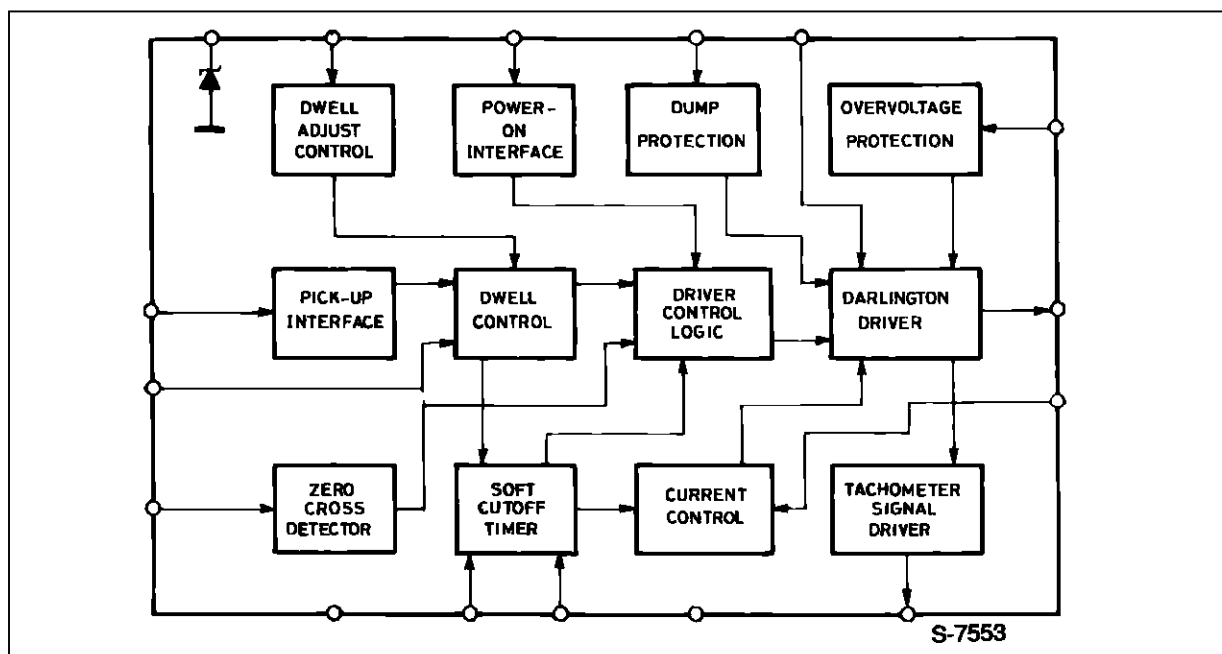 DWELL
ADJUST
CONTROL
POWER-
ON
INTERFACE
DUMP
PROTECTION
OVERVOLTAGE
PROTECTION
PICK-UP
INTERFACE
DWELL
CONTROL
DRIVER
CONTROL
LOGIC
DARLINGTON
DRIVER
ZERO
CROSS
DETECTOR
SOFT
CUTOFF
TIMER
CURRENT
CONTROL
TACHOMETER
SIGNAL
DRIVER
S-7553